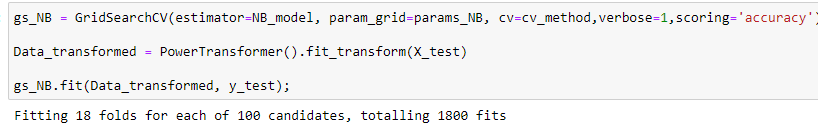 gs_NB = GridSearchCV(estimator=NB_model, param_grid=params_NB, cv=cv_method,verbose=1,scoring='accuracy')
Data_transformed = PowerTransformer().fit_transform(X_test)
gs_NB.fit(Data_transformed, y_test);
Fitting 18 folds for each of 100 candidates, totalling 1800 fits